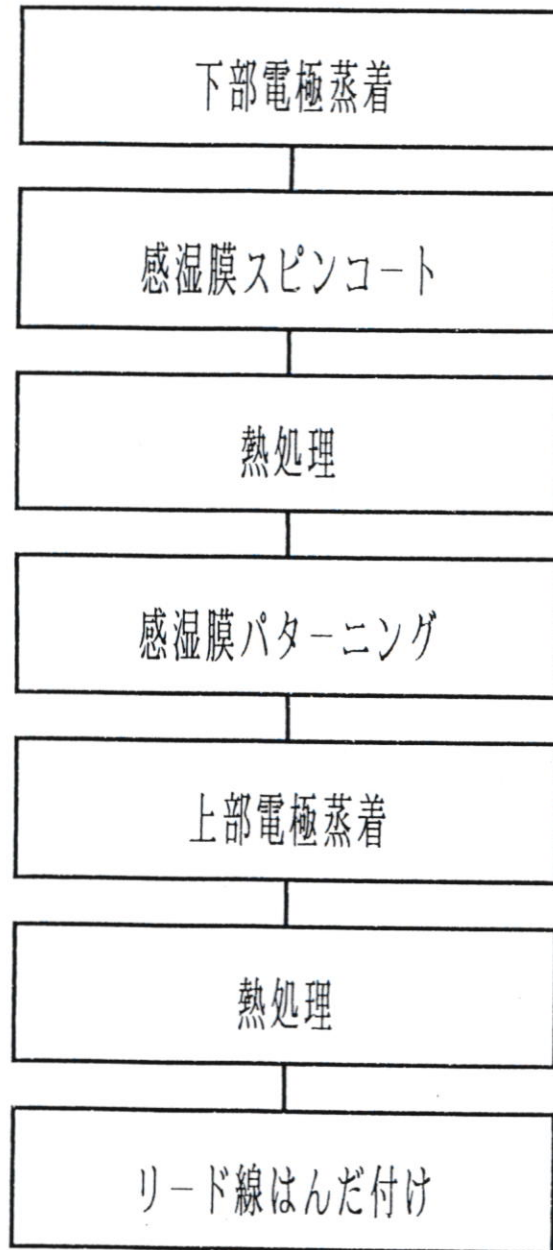 下部電極蒸着
感湿膜スピンコート
熱処理
感湿膜パターニング
上部電極蒸着
熱処理
リード線はんだ付け